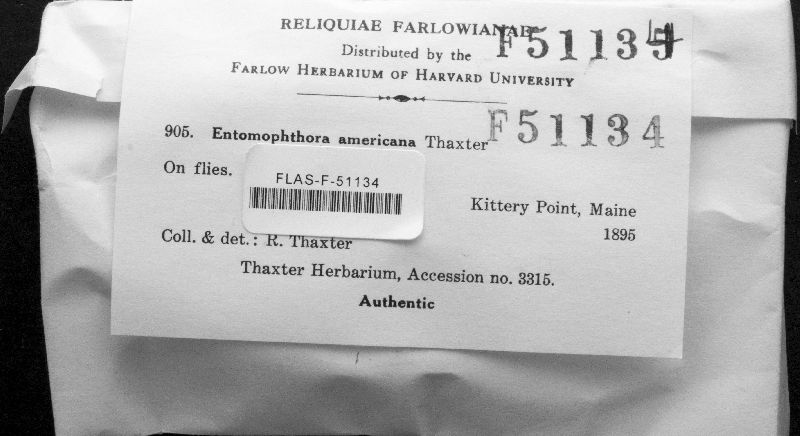 RELIQUIAE FARLOWIANAE F51134
Distributed by the
FARLOW HERBARIUM OF HARVARD UNIVERSITY
905. Entomophthora americana Thaxter F51134
On flies.
FLAS-F-51134
Kittery Point, Maine
1895
Coll. & det.: R. Thaxter
Thaxter Herbarium, Accession no. 3315.
Authentic